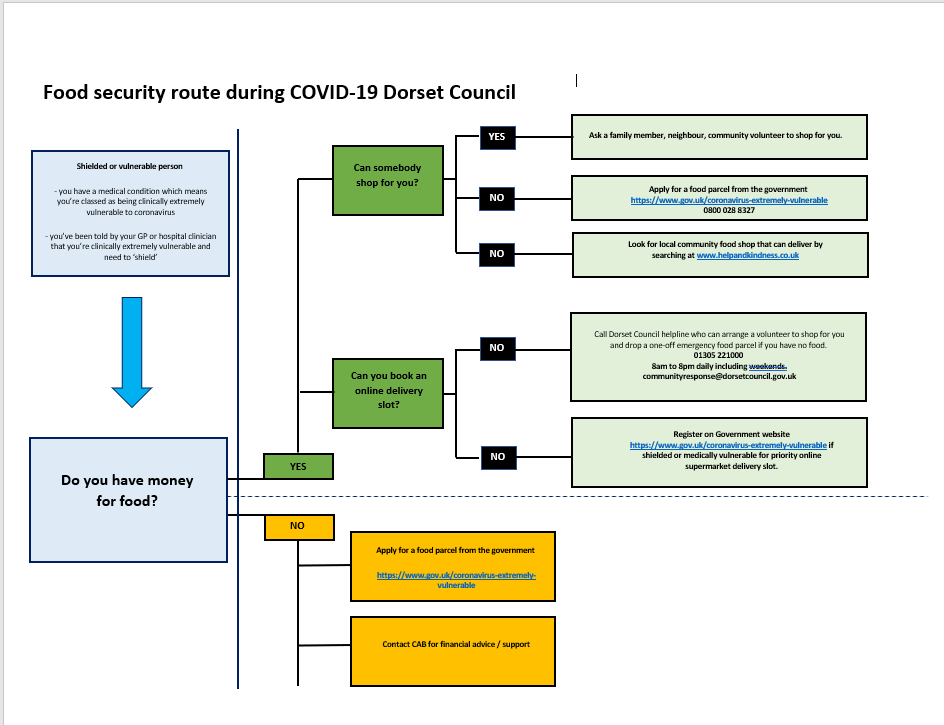 Food security route during COVID-19 Dorset Council
Shielded or vulnerable person
- you have a medical condition which means
you're classed as being clinically extremely
vulnerable to coronavirus
- you've been told by your GP or hospital clinician
that you're clinically extremely vulnerable and
need to 'shield'
Do you have money
for food?
YES
Can somebody
shop for you?
YES
Ask a family member, neighbour, community volunteer to shop for you.
NO
Apply for a food parcel from the government
https://www.gov.uk/coronavirus-extremely-vulnerable
0800 028 8327
NO
Look for local community food shop that can deliver by
searching at www.helpandkindness.co.uk
Can you book an
online delivery
slot?
NO
Call Dorset Council helpline who can arrange a volunteer to shop for you
and drop a one-off emergency food parcel if you have no food.
01305 221000
8am to 8pm daily including weekends.
communityresponse@dorsetcouncil.gov.uk
NO
Register on Government website
https://www.gov.uk/coronavirus-extremely-vulnerable if
shielded or medically vulnerable for priority online
supermarket delivery slot.
NO
Apply for a food parcel from the government
https://www.gov.uk/coronavirus-extremely-
vulnerable
Contact CAB for financial advice / support